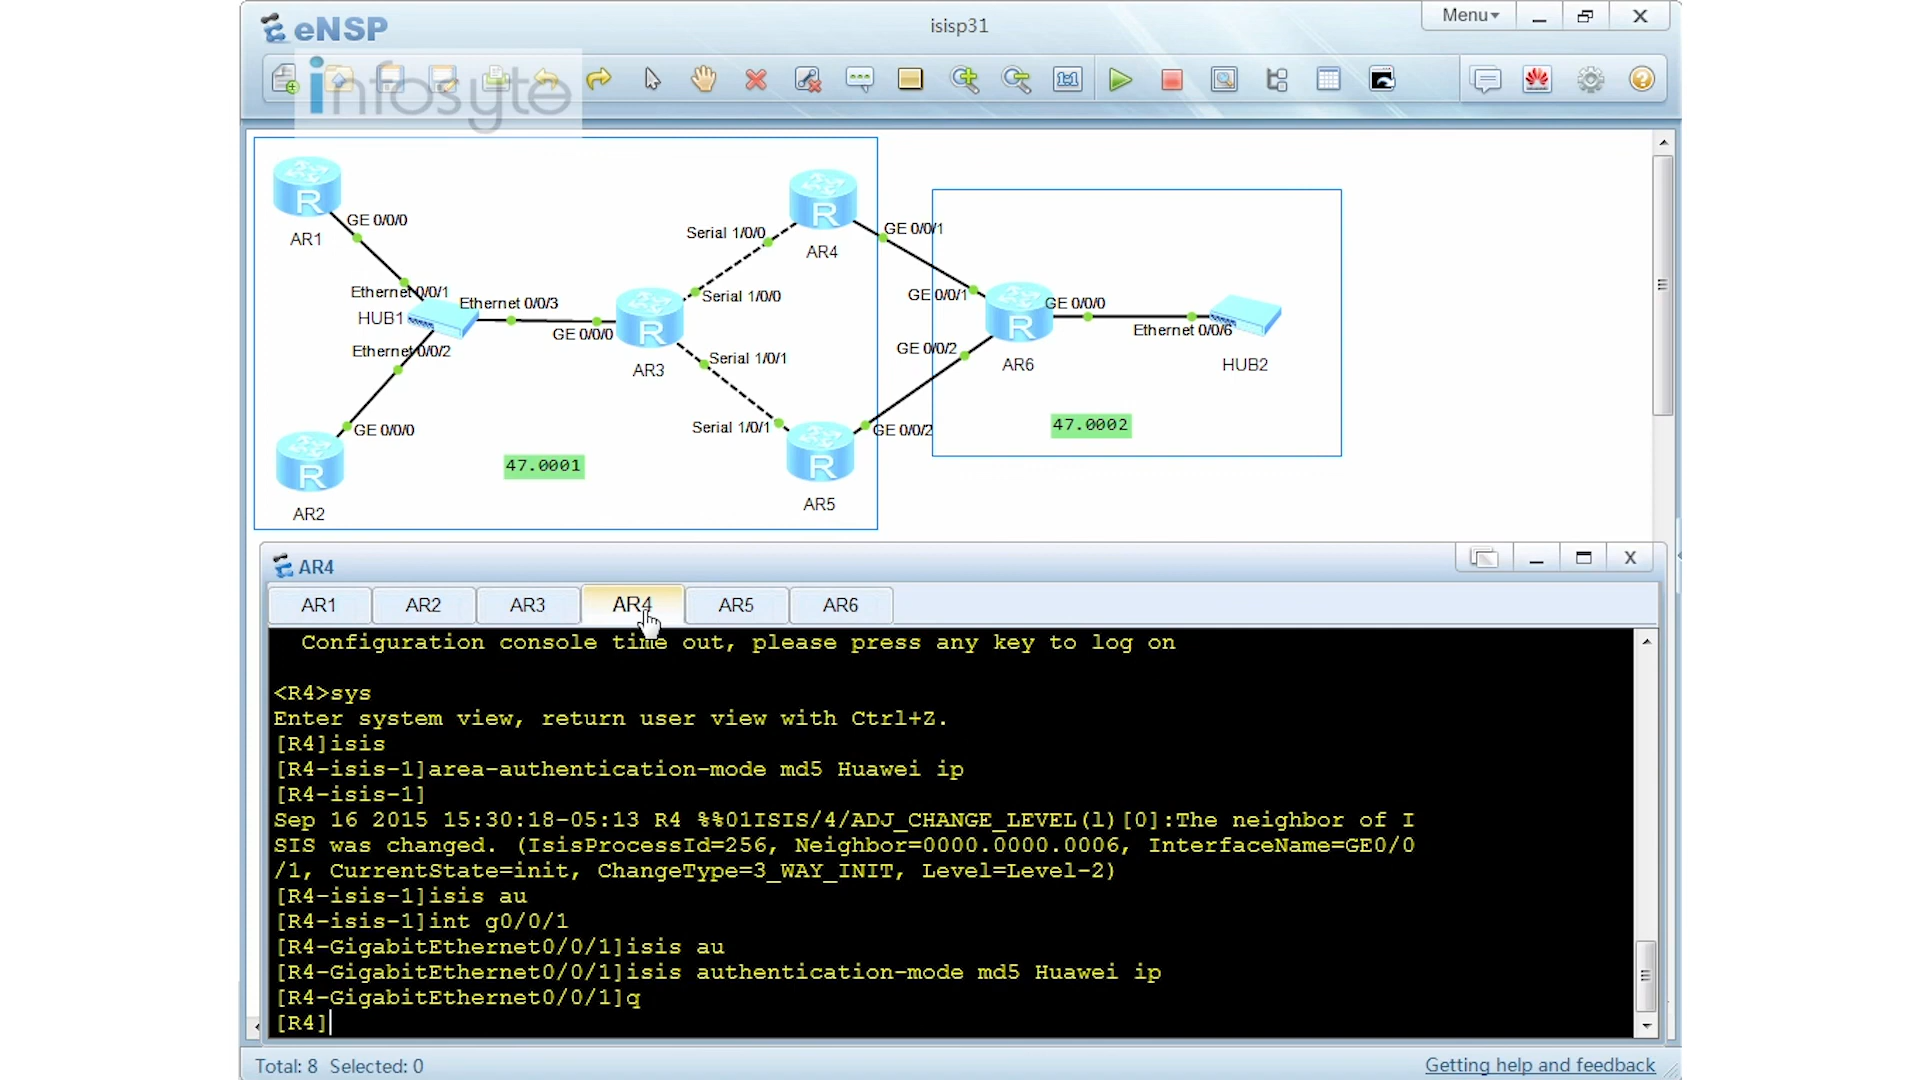 eNSP
isisp31
Menu
infosyte
AR1
GE 0/0/0
Ethernet 0/0/1
HUB1
Ethernet 0/0/3
Ethernet 0/0/2
GE 0/0/0
AR2
47.0001
GE 0/0/0
AR3
Serial 1/0/0
Serial 1/0/0
Serial 1/0/1
Serial 1/0/1
AR4
GE 0/0/1
AR5
GE 0/0/2
GE 0/0/1
GE 0/0/2
AR6
GE 0/0/0
Ethernet 0/0/6
HUB2
47.0002
AR4
AR1 AR2 AR3 AR4 AR5 AR6
Configuration console time out, please press any key to log on
<R4>sys
Enter system view, return user view with Ctrl+Z.
[R4]isis
[R4-isis-1]area-authentication-mode md5 Huawei ip
[R4-isis-1]
Sep 16 2015 15:30:18-05:13 R4 %%01ISIS/4/ADJ_CHANGE_LEVEL(l)[0]:The neighbor of I
SIS was changed. (IsisProcessId=256, Neighbor=0000.0000.0006, InterfaceName=GE0/0
/1, CurrentState=init, ChangeType=3_WAY_INIT, Level=Level-2)
[R4-isis-1]isis au
[R4-isis-1]int g0/0/1
[R4-GigabitEthernet0/0/1]isis au
[R4-GigabitEthernet0/0/1]isis authentication-mode md5 Huawei ip
[R4-GigabitEthernet0/0/1]q
[R4]
Total: 8 Selected: 0
Getting help and feedback